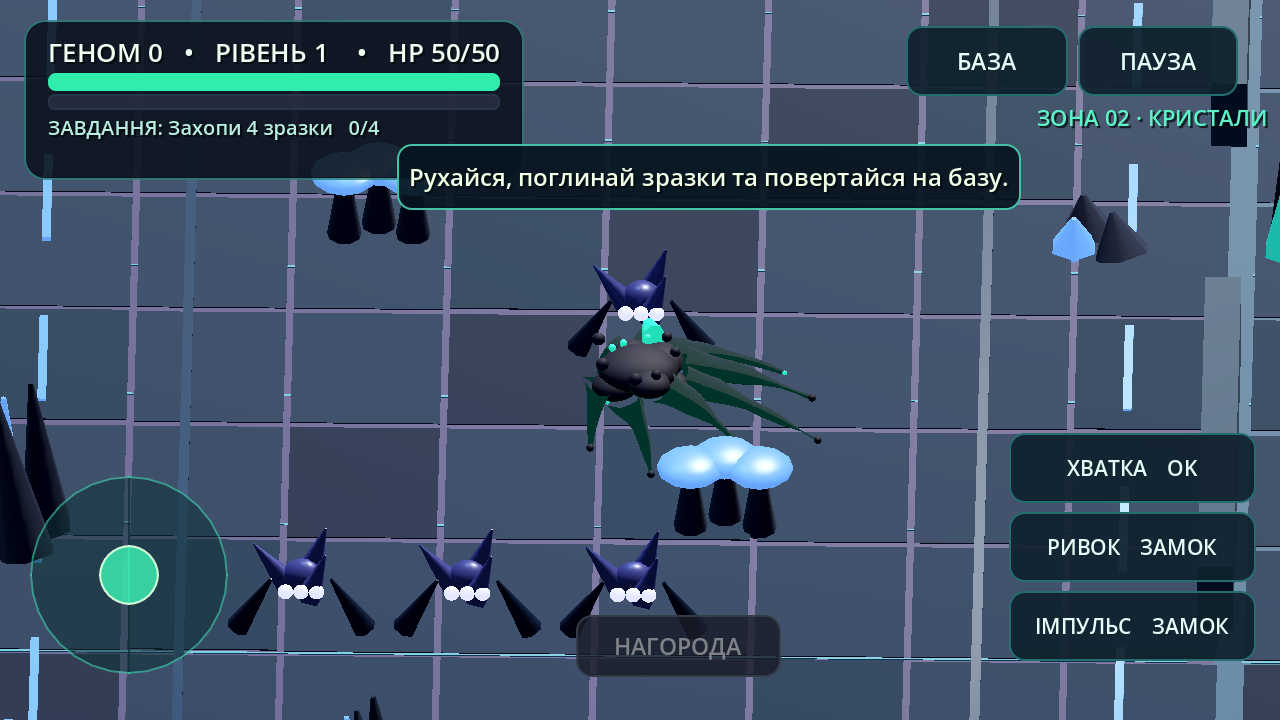 ГЕНОМ 0 • РІВЕНЬ 1 • HP 50/50
ЗАВДАННЯ: Захопи 4 зразки 0/4
БАЗА
ПАУЗА
ЗОНА 02 · КРИСТАЛИ
Рухайся, поглинай зразки та повертайся на базу.
ХВАТКА OK
РИВОК ЗАМОК
ІМПУЛЬС ЗАМОК
НАГОРОДА